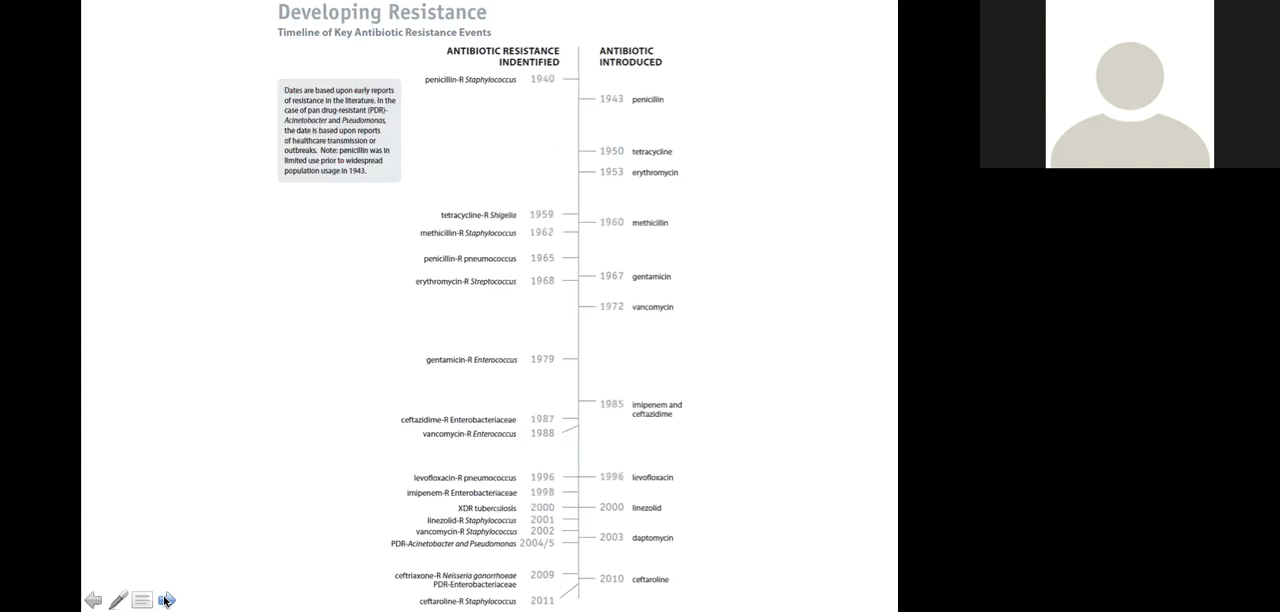 Developing Resistance
Timeline of Key Antibiotic Resistance Events
ANTIBIOTIC RESISTANCE
INDENTIFIED
ANTIBIOTIC
INTRODUCED
Dates are based upon early reports
of resistance in the literature. In the
case of pan drug-resistant (PDR)-
Acinetobacter and Pseudomonas,
the date is based upon reports
of healthcare transmission or
outbreaks. Note: penicillin was in
limited use prior to widespread
population usage in 1943.
penicillin-R Staphylococcus 1940
1943 penicillin
1950 tetracycline
1953 erythromycin
tetracycline-R Shigella 1959
1960 methicillin
methicillin-R Staphylococcus 1962
penicillin-R pneumococcus 1965
1967 gentamicin
erythromycin-R Streptococcus 1968
1972 vancomycin
gentamicin-R Enterococcus 1979
1985 imipenem and
ceftazidime
ceftazidime-R Enterobacteriaceae 1987
vancomycin-R Enterococcus 1988
levofloxacin-R pneumococcus 1996
1996 levofloxacin
imipenem-R Enterobacteriaceae 1998
XDR tuberculosis 2000
2000 linezolid
linezolid-R Staphylococcus 2001
vancomycin-R Staphylococcus 2002
2003 daptomycin
PDR-Acinetobacter and Pseudomonas 2004/5
ceftriaxone-R Neisseria gonorrhoeae 2009
PDR-Enterobacteriaceae
2010 ceftaroline
ceftaroline-R Staphylococcus 2011